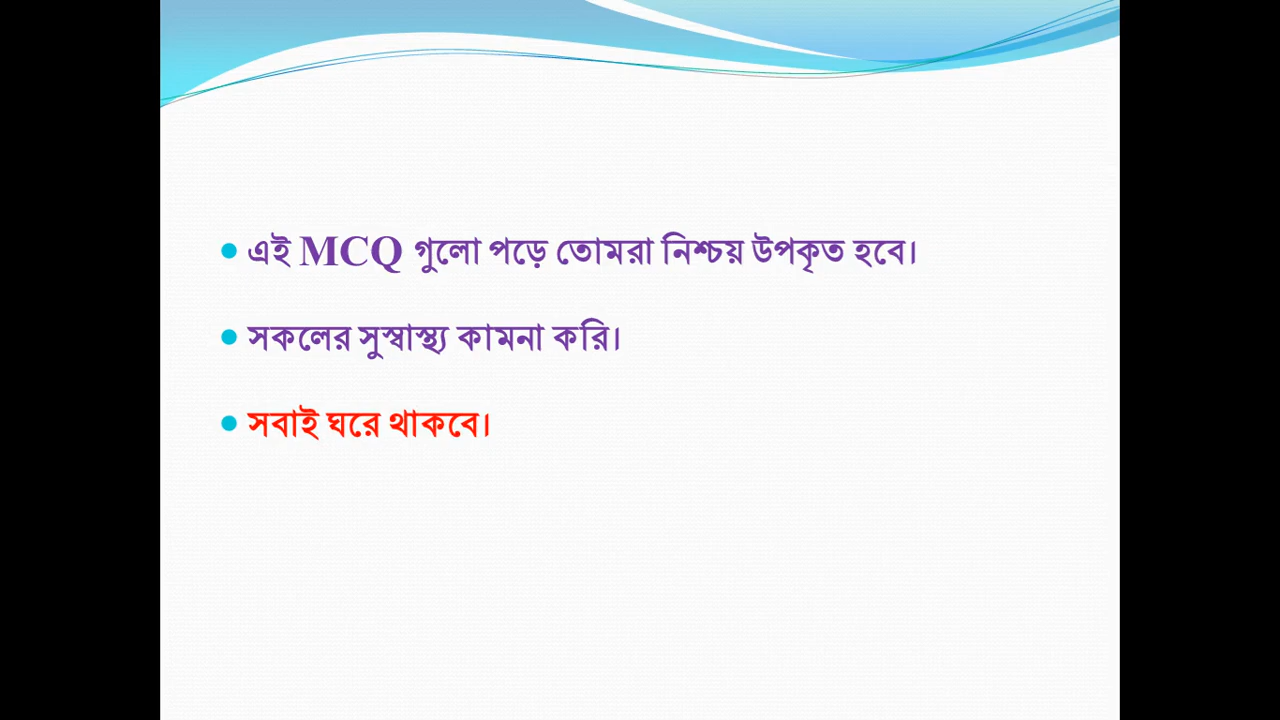 এই MCQ গুলো পড়ে তোমরা নিশ্চয় উপকৃত হবে।
সকলের সুস্বাস্থ্য কামনা করি।
সবাই ঘরে থাকবে।